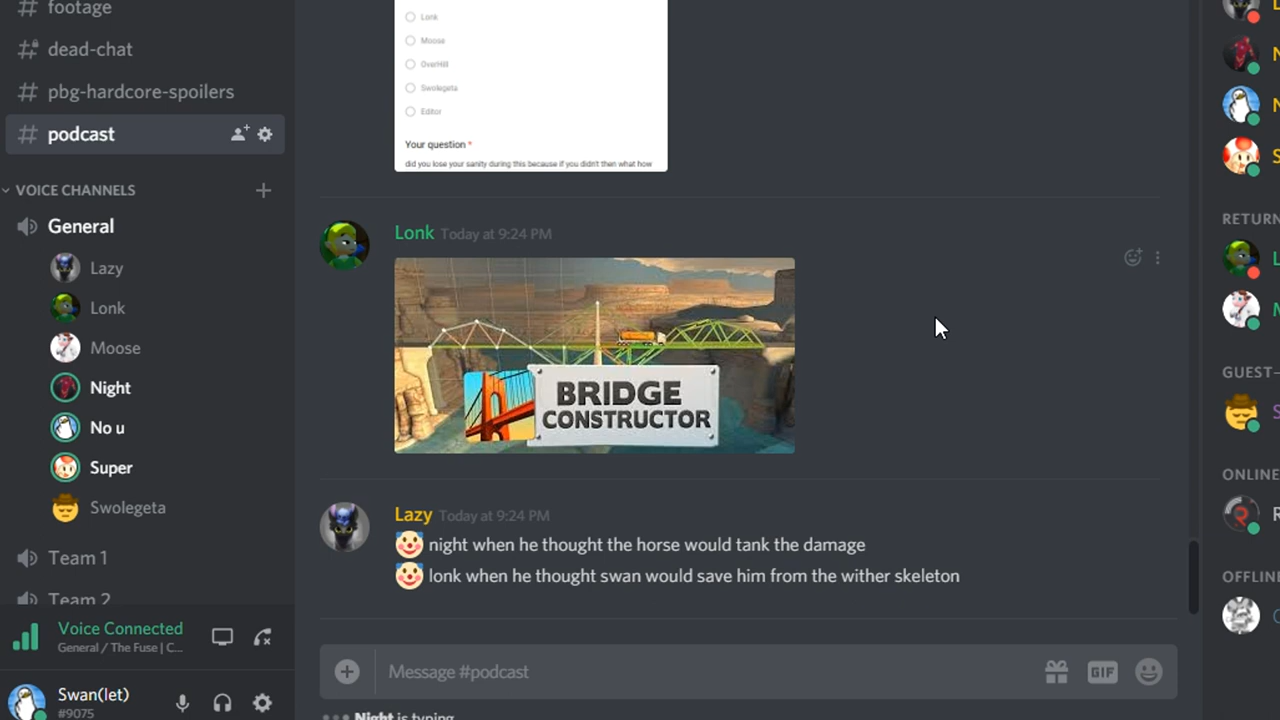 footage
dead-chat
pbg-hardcore-spoilers
podcast
VOICE CHANNELS
General
Lazy
Lonk
Moose
Night
No u
Super
Swolegeta
Team 1
Team 2
Voice Connected
General / The Fuse | C...
Swan(let)
#9075
Lonk
Moose
OverHill
Swolegeta
Editor
Your question *
did you lose your sanity during this because if you didn't then what how
Lonk Today at 9:24 PM
BRIDGE
CONSTRUCTOR
Lazy Today at 9:24 PM
night when he thought the horse would tank the damage
lonk when he thought swan would save him from the wither skeleton
Message #podcast
GIF
Night is typing
RETURN
GUEST-
ONLINE
OFFLINE